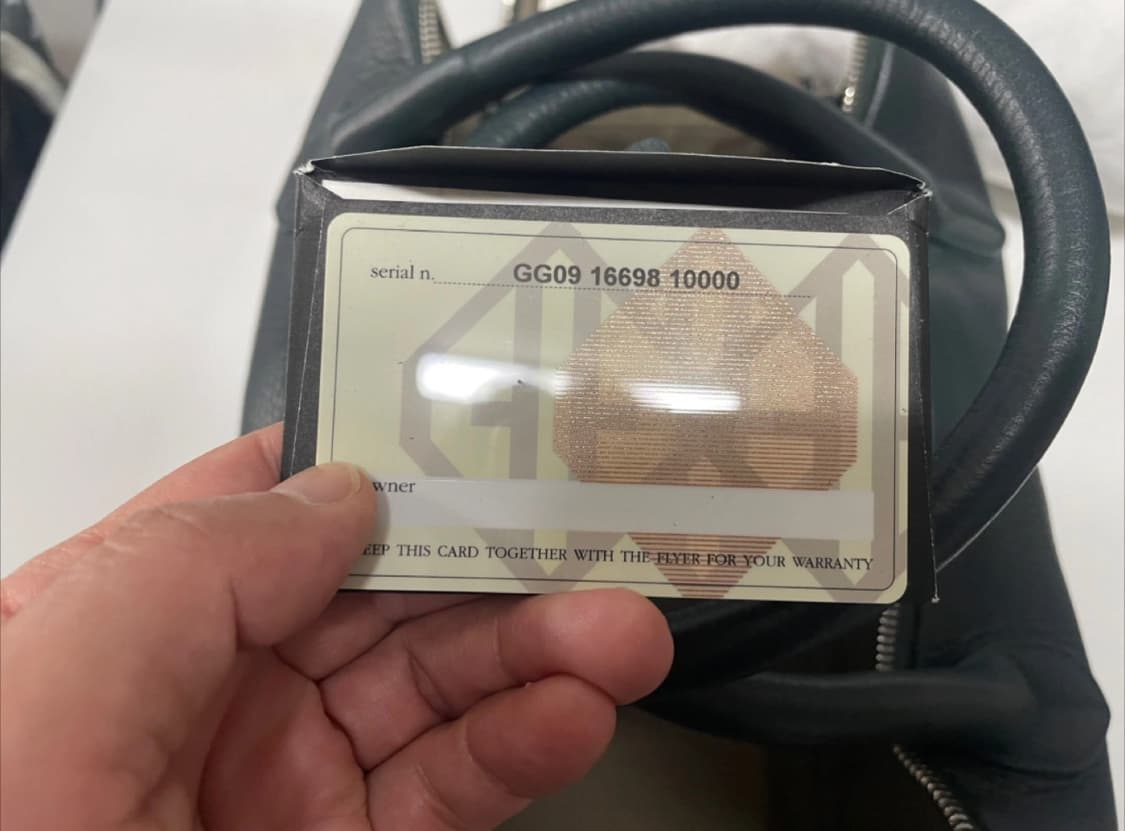 serial n. GG09 16698 10000
wner
EEP THIS CARD TOGETHER WITH THE FLYER FOR YOUR WARRANTY